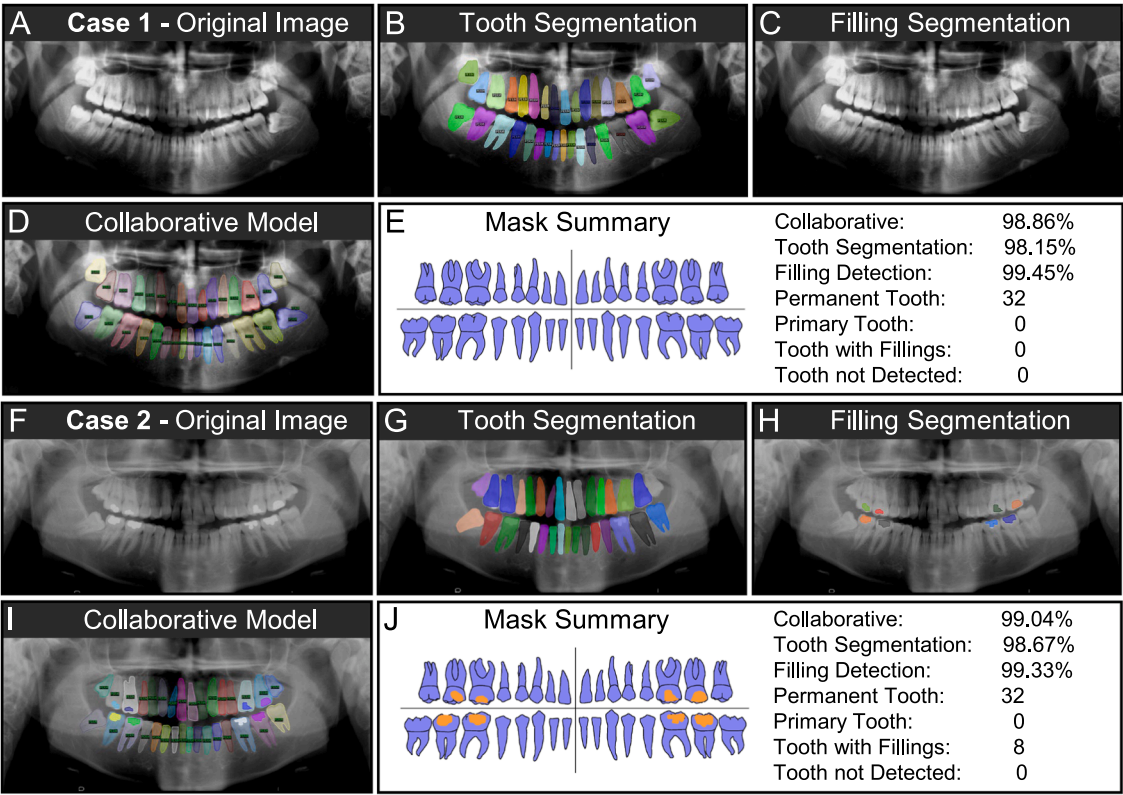 A Case 1 - Original Image
B Tooth Segmentation
C Filling Segmentation
D Collaborative Model
E Mask Summary
Collaborative: 98.86%
Tooth Segmentation: 98.15%
Filling Detection: 99.45%
Permanent Tooth: 32
Primary Tooth: 0
Tooth with Fillings: 0
Tooth not Detected: 0
F Case 2 - Original Image
G Tooth Segmentation
H Filling Segmentation
I Collaborative Model
J Mask Summary
Collaborative: 99.04%
Tooth Segmentation: 98.67%
Filling Detection: 99.33%
Permanent Tooth: 32
Primary Tooth: 0
Tooth with Fillings: 8
Tooth not Detected: 0